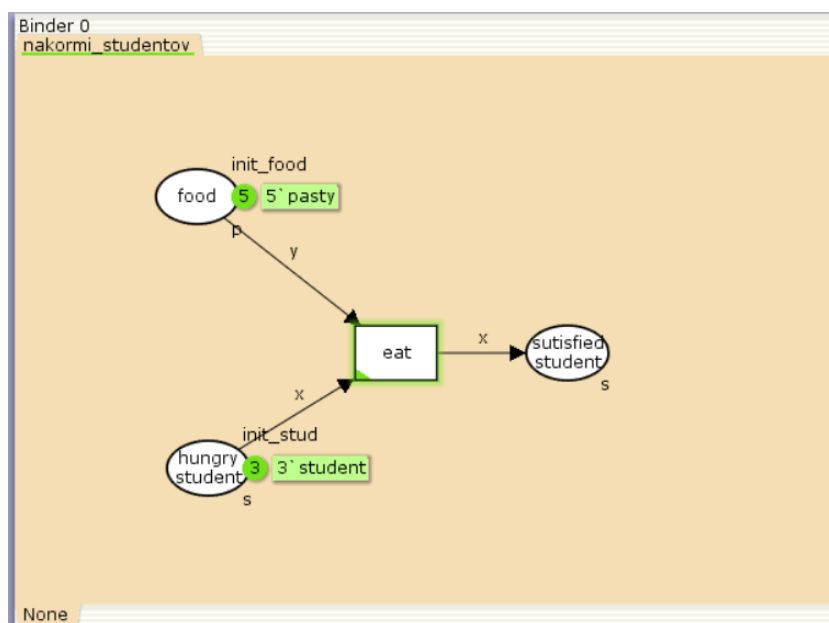 Binder 0
nakormi_studentov
init_food
food
5
5`pasty
p
y
eat
x
sutisfied
student
s
x
init_stud
hungry
student
3
3`student
s
None